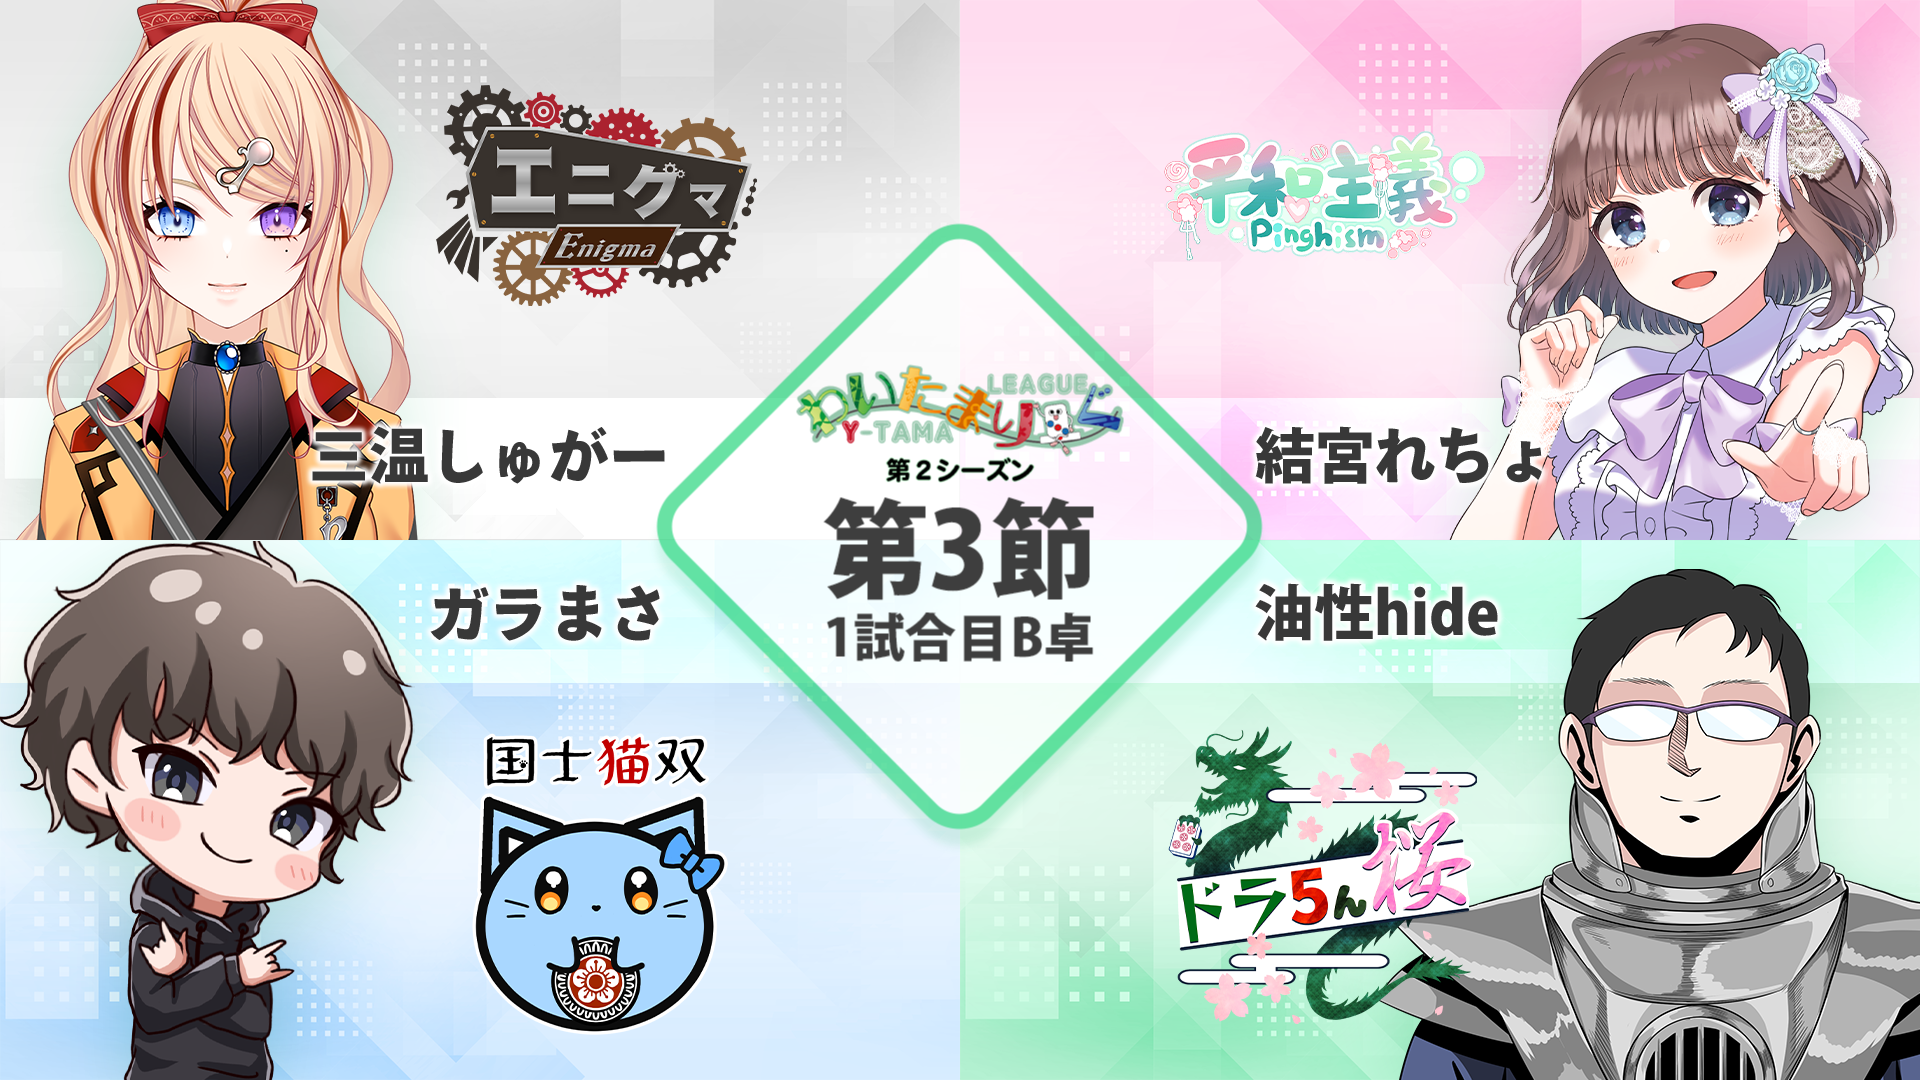 エニグマ
Enigma
三温しゅがー
平和主義
Pinghism
結宮れちょ
わいたまりーぐ
LEAGUE
Y-TAMA
第2シーズン
第3節
1試合目B卓
ガラまさ
国士猫双
油性hide
ドラ5ん桜